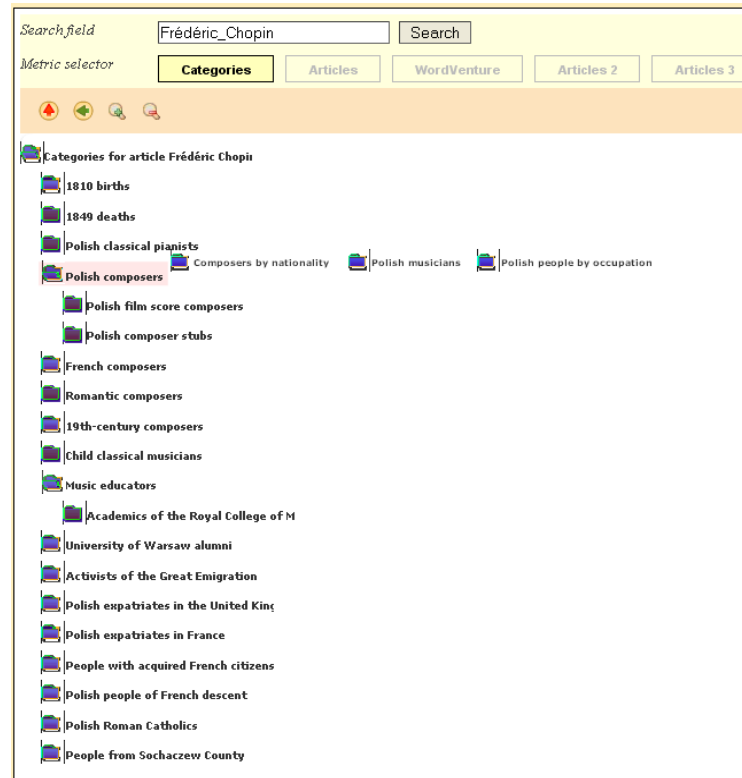 Search field Frédéric_Chopin Search
Metric selector Categories Articles WordVenture Articles 2 Articles 3
Categories for article Frédéric Chopin
1810 births
1849 deaths
Polish classical pianists
Composers by nationality Polish musicians Polish people by occupation
Polish composers
Polish film score composers
Polish composer stubs
French composers
Romantic composers
19th-century composers
Child classical musicians
Music educators
Academics of the Royal College of M
University of Warsaw alumni
Activists of the Great Emigration
Polish expatriates in the United King
Polish expatriates in France
People with acquired French citizens
Polish people of French descent
Polish Roman Catholics
People from Sochaczew County